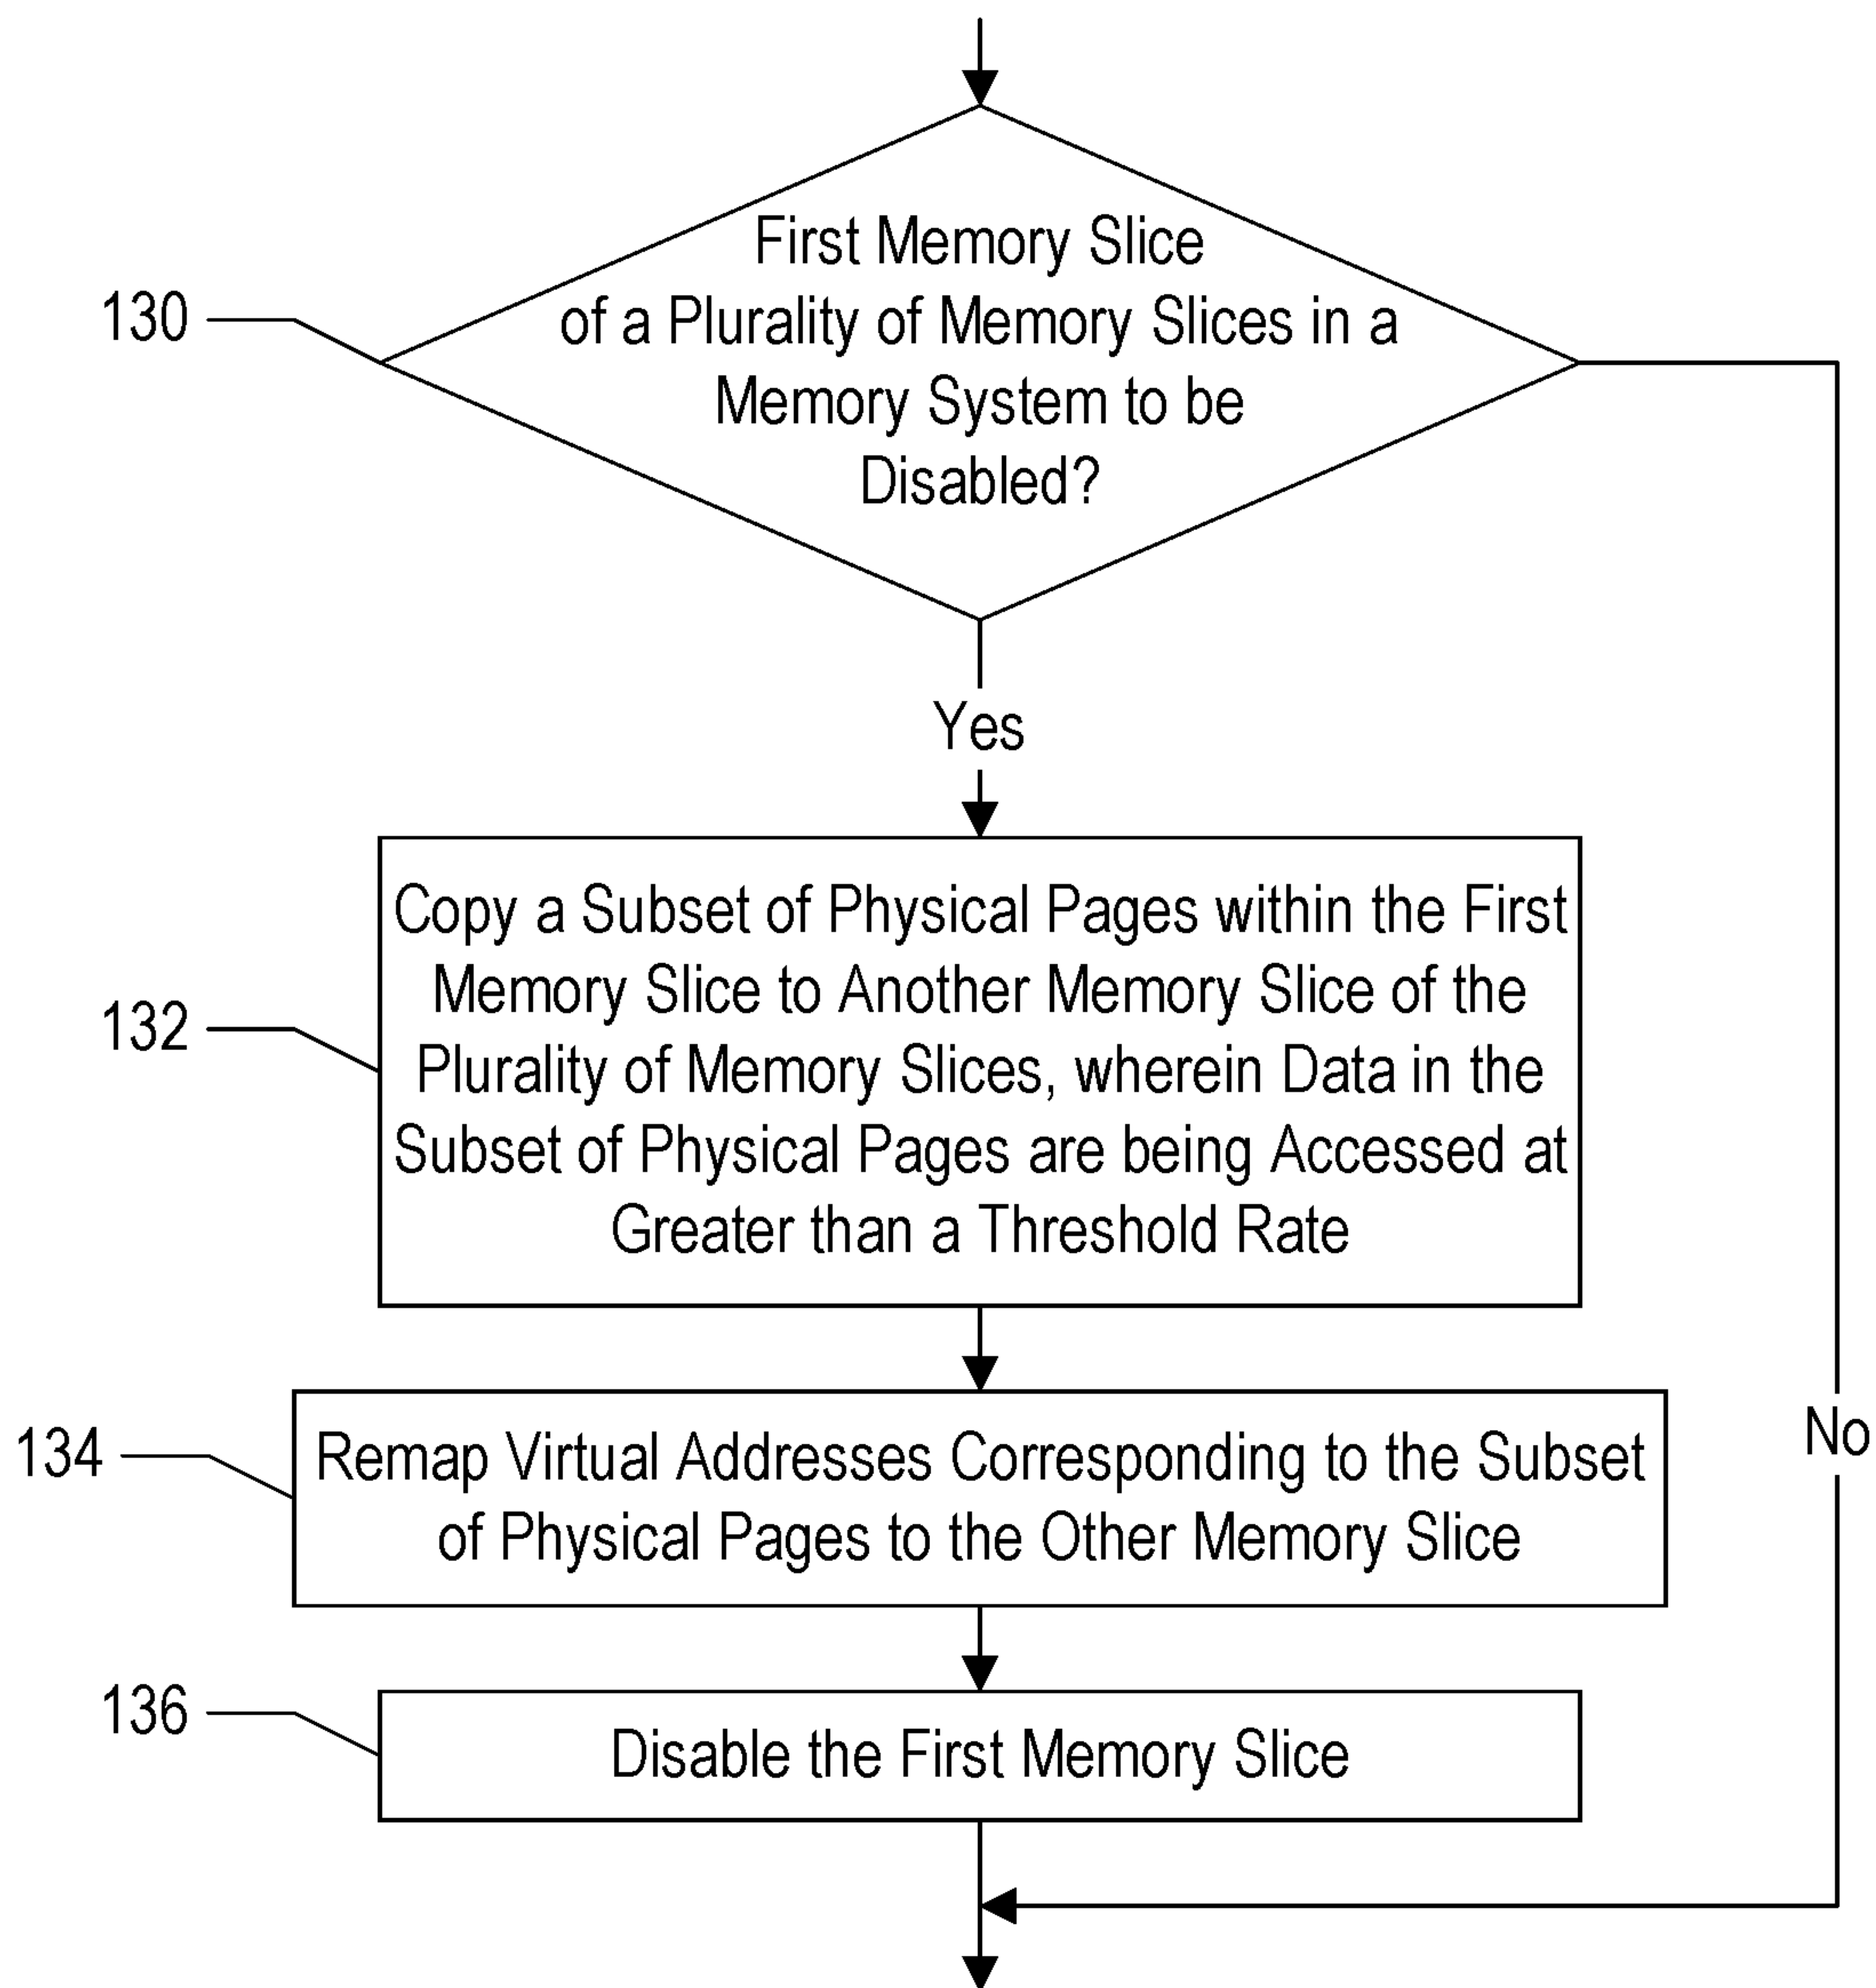 First Memory Slice
130
of a Plurality of Memory Slices in a
Memory System to be
Disabled?
Yes
Copy a Subset of Physical Pages within the First
Memory Slice to Another Memory Slice of the
132
Plurality of Memory Slices, wherein Data in the
Subset of Physical Pages are being Accessed at
Greater than a Threshold Rate
No
134
Remap Virtual Addresses Corresponding to the Subset
of Physical Pages to the Other Memory Slice
136
Disable the First Memory Slice